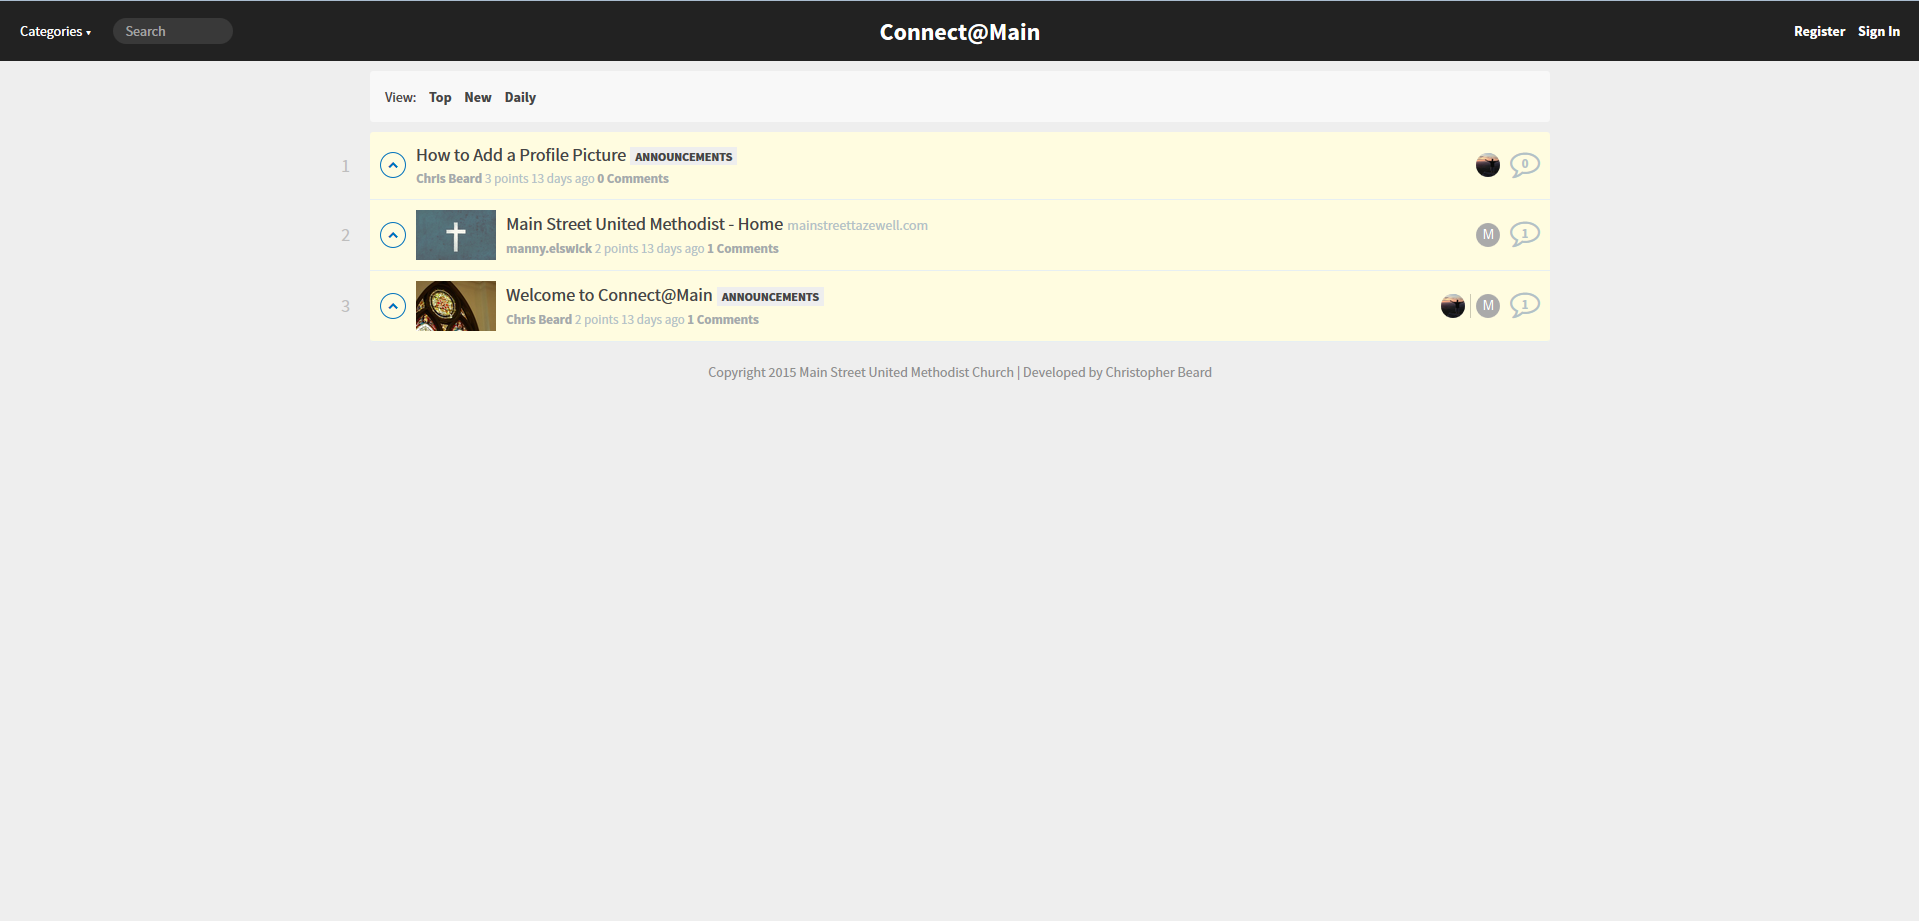 Categories ▾
Search
Connect@Main
Register Sign In
View: Top New Daily
1
How to Add a Profile Picture ANNOUNCEMENTS
Chris Beard 3 points 13 days ago 0 Comments
0
2
Main Street United Methodist - Home mainstreettazewell.com
manny.elswick 2 points 13 days ago 1 Comments
M
1
3
Welcome to Connect@Main ANNOUNCEMENTS
Chris Beard 2 points 13 days ago 1 Comments
M
1
Copyright 2015 Main Street United Methodist Church | Developed by Christopher Beard